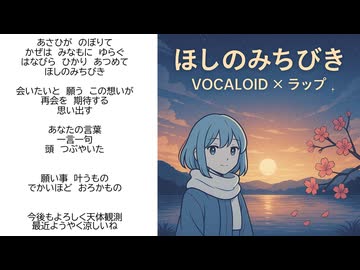 あさひが のぼりて
かぜは みなもに ゆらぐ
はなびら ひかり あつめて
ほしのみちびき
会いたいと 願う この想いが
再会を 期待する
思い出す
あなたの言葉
一言一句
頭 つぶやいた
願い事 叶うもの
でかいほど おろかもの
今後もよろしく天体観測
最近ようやく涼しいね
ほしのみちびき
VOCALOID × ラップ